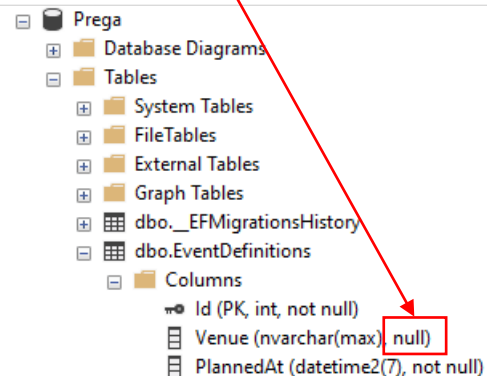 Prega
Database Diagrams
Tables
System Tables
FileTables
External Tables
Graph Tables
dbo.__EFMigrationsHistory
dbo.EventDefinitions
Columns
Id (PK, int, not null)
Venue (nvarchar(max), null)
PlannedAt (datetime2(7), not null)